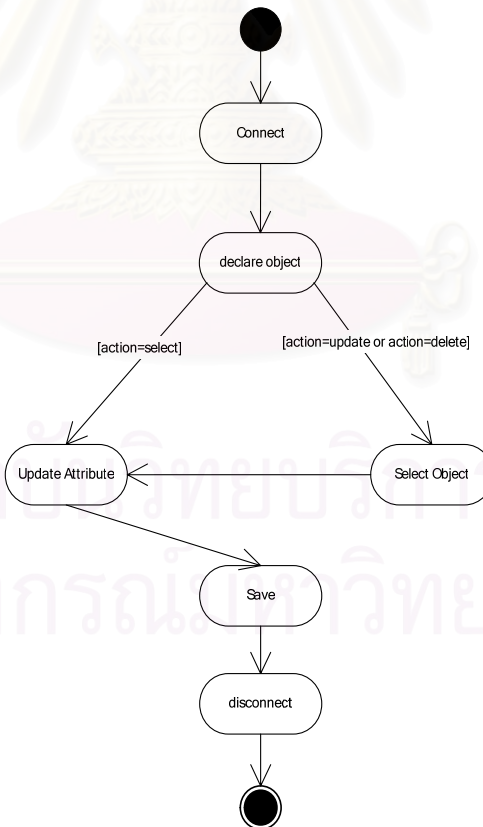 Connect
declare object
[action=select]
[action=update or action=delete]
Update Attribute
Select Object
Save
disconnect